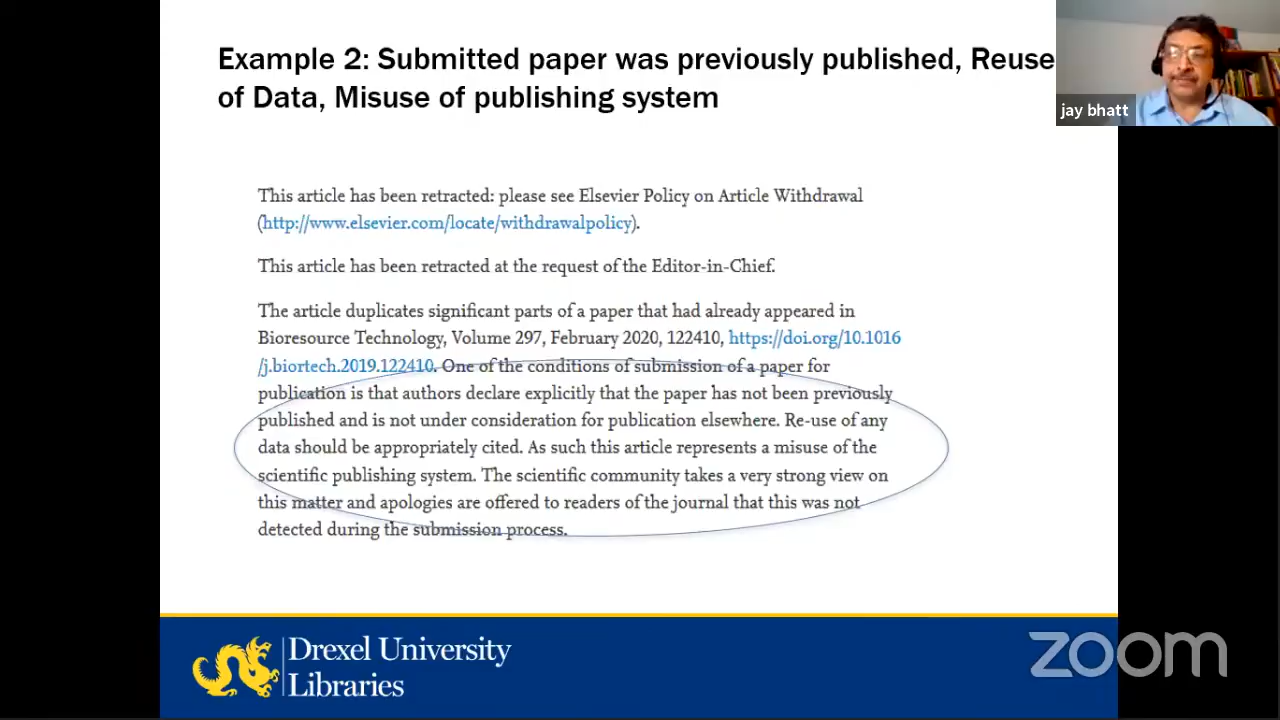 Example 2: Submitted paper was previously published, Reuse
of Data, Misuse of publishing system
jay bhatt
This article has been retracted: please see Elsevier Policy on Article Withdrawal
(http://www.elsevier.com/locate/withdrawalpolicy).
This article has been retracted at the request of the Editor-in-Chief.
The article duplicates significant parts of a paper that had already appeared in
Bioresource Technology, Volume 297, February 2020, 122410, https://doi.org/10.1016
/j.biortech.2019.122410. One of the conditions of submission of a paper for
publication is that authors declare explicitly that the paper has not been previously
published and is not under consideration for publication elsewhere. Re-use of any
data should be appropriately cited. As such this article represents a misuse of the
scientific publishing system. The scientific community takes a very strong view on
this matter and apologies are offered to readers of the journal that this was not
detected during the submission process.
Drexel University
Libraries
zoom